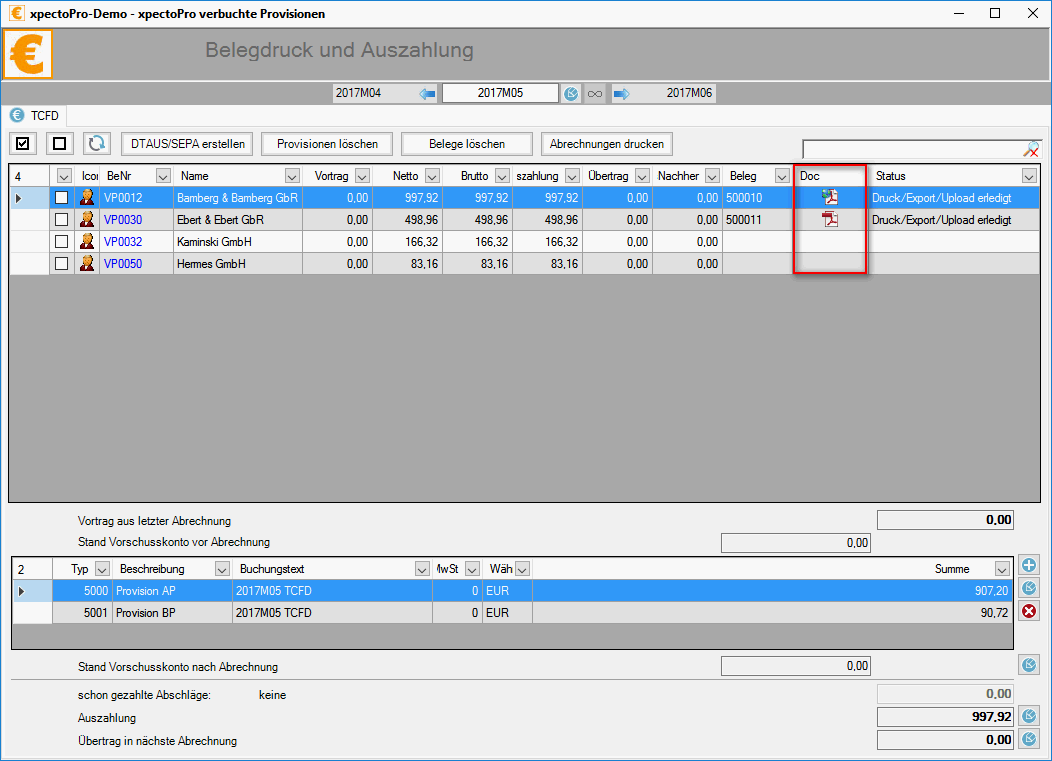 xpectoPro-Demo - xpectoPro verbuchte Provisionen
Belegdruck und Auszahlung
2017M04 2017M05 2017M06
TCFD
DTAUS/SEPA erstellen Provisionen löschen Belege löschen Abrechnungen drucken
4 Icon BeNr Name Vortrag Netto Brutto szahlung Übertrag Nachher Beleg Doc Status
VP0012 Bamberg & Bamberg GbR 0,00 997,92 997,92 997,92 0,00 0,00 500010 Druck/Export/Upload erledigt
VP0030 Ebert & Ebert GbR 0,00 498,96 498,96 498,96 0,00 0,00 500011 Druck/Export/Upload erledigt
VP0032 Kaminski GmbH 0,00 166,32 166,32 166,32 0,00 0,00
VP0050 Hermes GmbH 0,00 83,16 83,16 83,16 0,00 0,00
Vortrag aus letzter Abrechnung 0,00
Stand Vorschusskonto vor Abrechnung 0,00
2 Typ Beschreibung Buchungstext MwSt Wäh Summe
5000 Provision AP 2017M05 TCFD 0 EUR 907,20
5001 Provision BP 2017M05 TCFD 0 EUR 90,72
Stand Vorschusskonto nach Abrechnung 0,00
schon gezahlte Abschläge: keine 0,00
Auszahlung 997,92
Übertrag in nächste Abrechnung 0,00